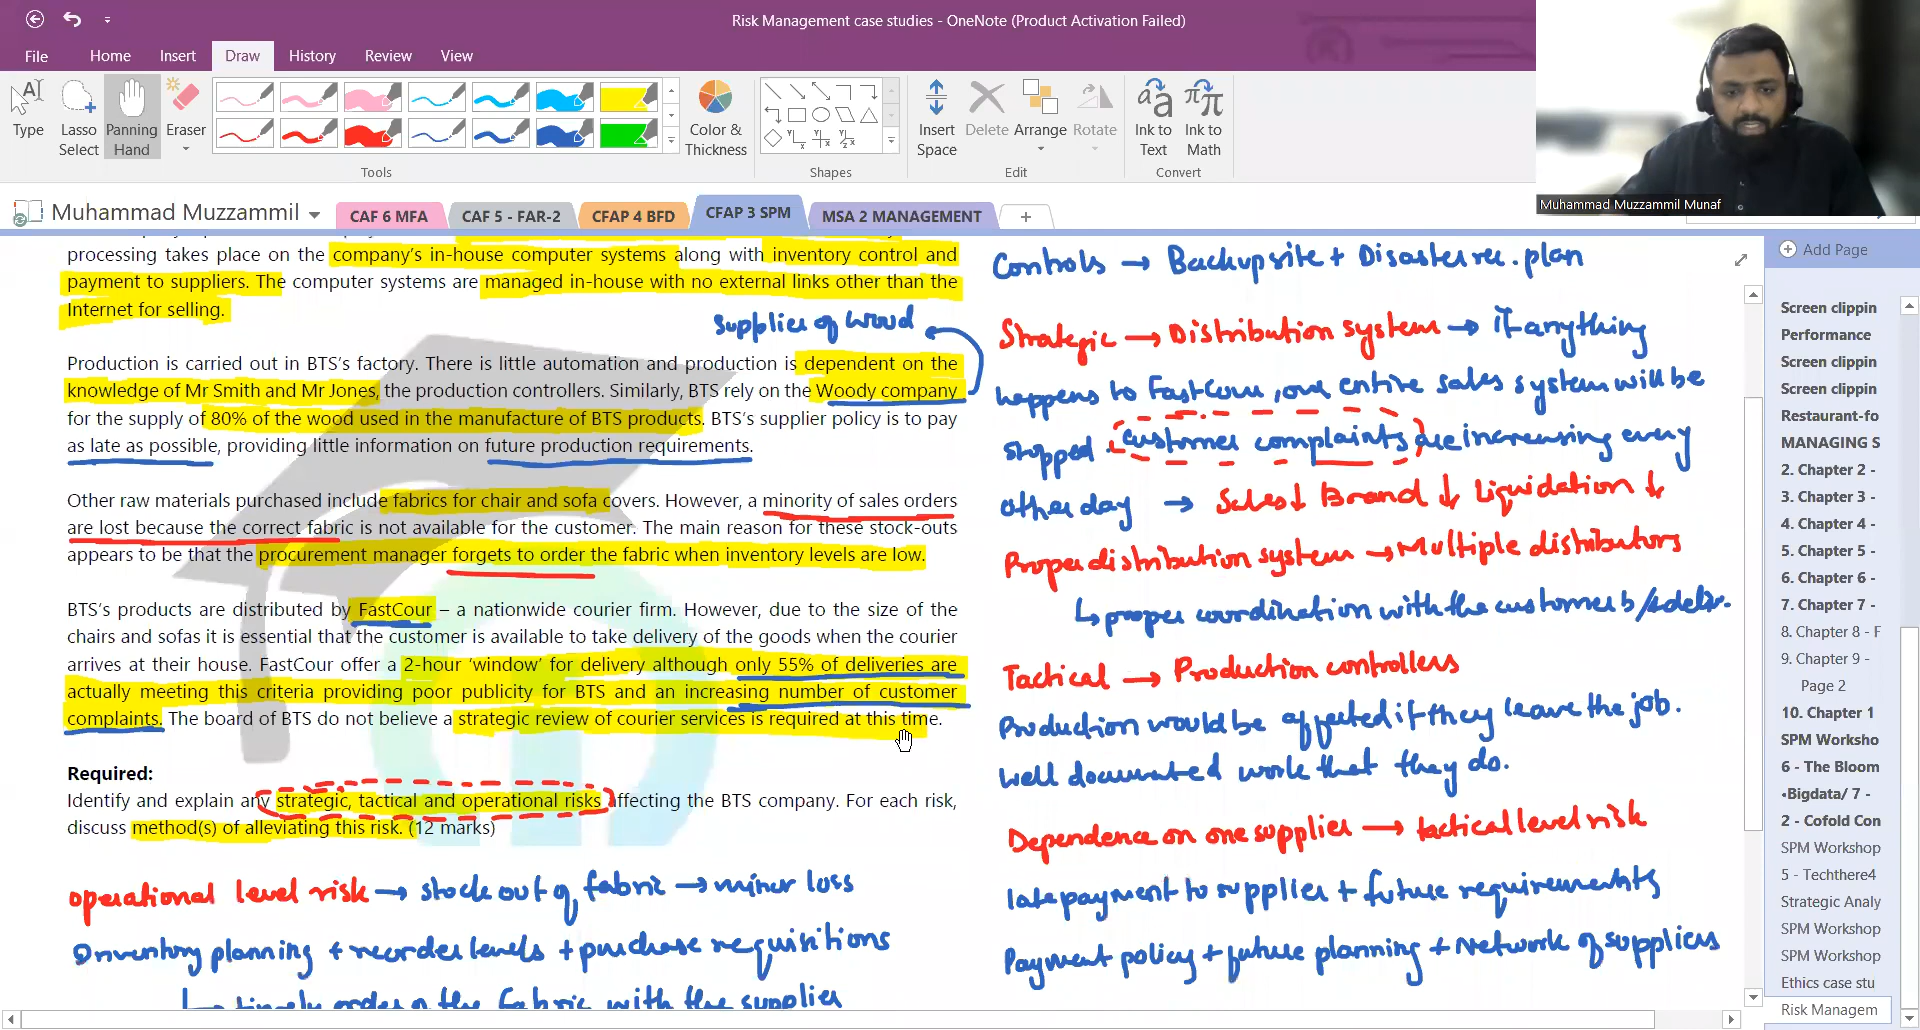 Risk Management case studies - OneNote (Product Activation Failed)
File Home Insert Draw History Review View
Type
Lasso Select
Panning Hand
Eraser
Color & Thickness
Insert Space
Delete
Arrange
Rotate
Ink to Text
Ink to Math
Tools
Shapes
Edit
Convert
Muhammad Muzzammil Munaf
Muhammad Muzzammil
CAF 6 MFA
CAF 5 - FAR-2
CFAP 4 BFD
CFAP 3 SPM
MSA 2 MANAGEMENT
processing takes place on the company's in-house computer systems along with inventory control and
payment to suppliers. The computer systems are managed in-house with no external links other than the
Internet for selling.
supplier of wood
Production is carried out in BTS's factory. There is little automation and production is dependent on the
knowledge of Mr Smith and Mr Jones, the production controllers. Similarly, BTS rely on the Woody company
for the supply of 80% of the wood used in the manufacture of BTS products. BTS's supplier policy is to pay
as late as possible, providing little information on future production requirements.
Other raw materials purchased include fabrics for chair and sofa covers. However, a minority of sales orders
are lost because the correct fabric is not available for the customer. The main reason for these stock-outs
appears to be that the procurement manager forgets to order the fabric when inventory levels are low.
BTS's products are distributed by FastCour – a nationwide courier firm. However, due to the size of the
chairs and sofas it is essential that the customer is available to take delivery of the goods when the courier
arrives at their house. FastCour offer a 2-hour 'window' for delivery although only 55% of deliveries are
actually meeting this criteria providing poor publicity for BTS and an increasing number of customer
complaints. The board of BTS do not believe a strategic review of courier services is required at this time.
Required:
Identify and explain any strategic, tactical and operational risks affecting the BTS company. For each risk,
discuss method(s) of alleviating this risk. (12 marks)
operational level risk → stock out of fabric → minor loss
Inventory planning + reorder levels + purchase requisitions
↳ timely order of the fabric with the supplier
Controls → Backup site + Disaster rec. plan
Strategic → Distribution system → if anything
happens to FastCour, our entire sales system will be
stopped. customer complaints are increasing every
other day → Sales↓ Brand↓ liquidation↓
Proper distribution system → Multiple distributors
↳ proper coordination with the customer b/4 deliv.
Tactical → Production controllers
Production would be affected if they leave the job.
Well documented work that they do.
Dependence on one supplier → tactical level risk
late payment to supplier + future requirements
Payment policy + future planning + Network of suppliers
Add Page
Screen clippin
Performance
Screen clippin
Screen clippin
Restaurant-fo
MANAGING S
2. Chapter 2 -
3. Chapter 3 -
4. Chapter 4 -
5. Chapter 5 -
6. Chapter 6 -
7. Chapter 7 -
8. Chapter 8 - F
9. Chapter 9 -
Page 2
10. Chapter 1
SPM Worksho
6 - The Bloom
•Bigdata/ 7 -
2 - Cofold Con
SPM Workshop
5 - Techthere4
Strategic Analy
SPM Workshop
SPM Workshop
Ethics case stu
Risk Managem